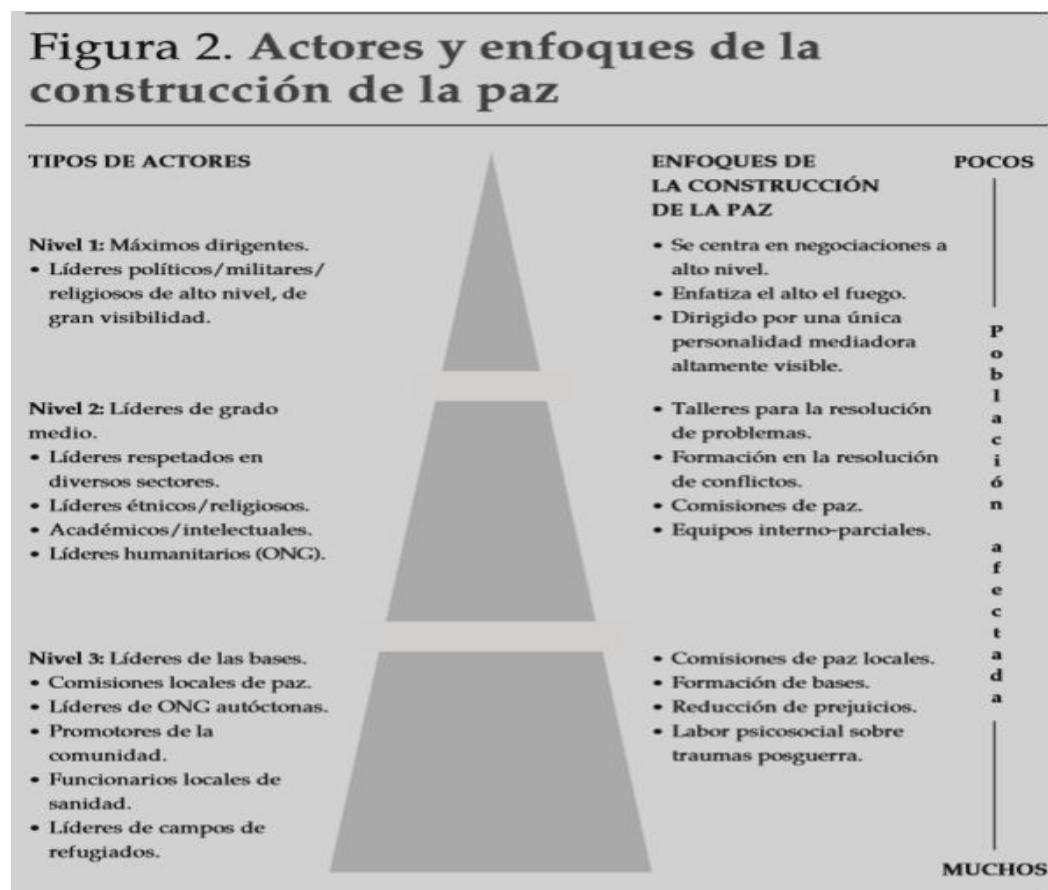 Figura 2. Actores y enfoques de la
construcción de la paz
TIPOS DE ACTORES
Nivel 1: Máximos dirigentes.
• Líderes políticos/militares/
religiosos de alto nivel, de
gran visibilidad.
Nivel 2: Líderes de grado
medio.
• Líderes respetados en
diversos sectores.
• Líderes étnicos/religiosos.
• Académicos/intelectuales.
• Líderes humanitarios (ONG).
Nivel 3: Líderes de las bases.
• Comisiones locales de paz.
• Líderes de ONG autóctonas.
• Promotores de la
comunidad.
• Funcionarios locales de
sanidad.
• Líderes de campos de
refugiados.
ENFOQUES DE
LA CONSTRUCCIÓN
DE LA PAZ
• Se centra en negociaciones a
alto nivel.
• Enfatiza el alto el fuego.
• Dirigido por una única
personalidad mediadora
altamente visible.
• Talleres para la resolución
de problemas.
• Formación en la resolución
de conflictos.
• Comisiones de paz.
• Equipos interno-parciales.
• Comisiones de paz locales.
• Formación de bases.
• Reducción de prejuicios.
• Labor psicosocial sobre
traumas posguerra.
POCOS
Población afectada
MUCHOS